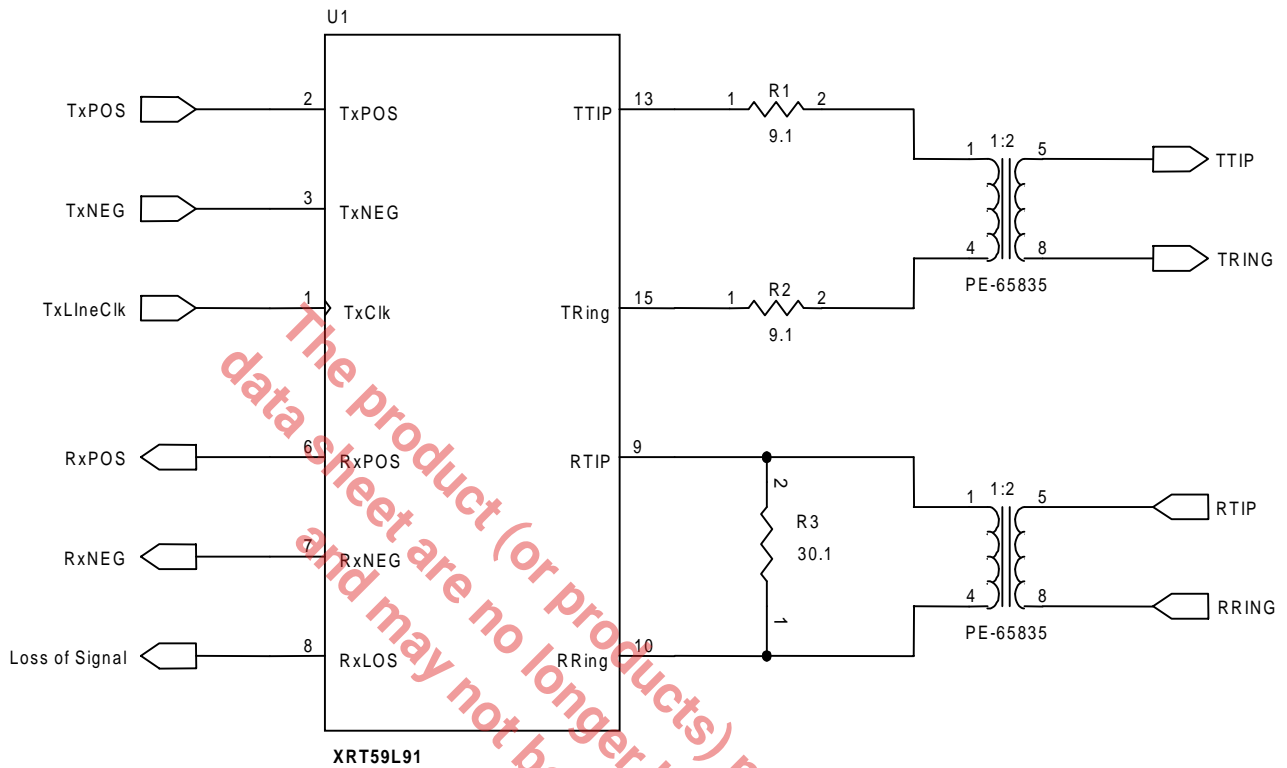 U1
TxPOS
2
TxPOS
TTIP
13
1
R1
2
9.1
1
1:2
5
TTIP
TxNEG
3
TxNEG
4
8
TRING
PE-65835
TxLIneClk
1
TxClk
TRing
15
1
R2
2
9.1
RxPOS
6
RxPOS
RTIP
9
2
R3
30.1
1
1
1:2
5
RTIP
RxNEG
7
RxNEG
4
8
RRING
PE-65835
Loss of Signal
8
RxLOS
RRing
10
XRT59L91
The product (or products)
data sheet are no longer
and may not